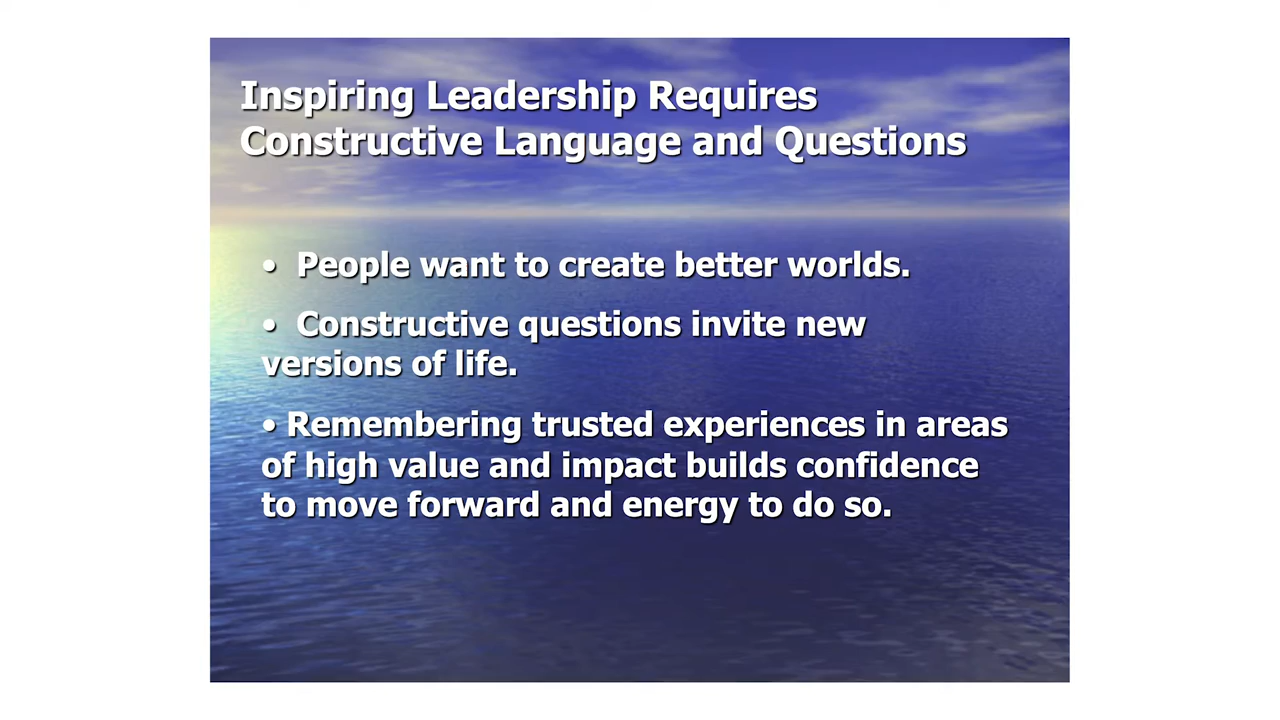 Inspiring Leadership Requires
Constructive Language and Questions
• People want to create better worlds.
• Constructive questions invite new
versions of life.
• Remembering trusted experiences in areas
of high value and impact builds confidence
to move forward and energy to do so.